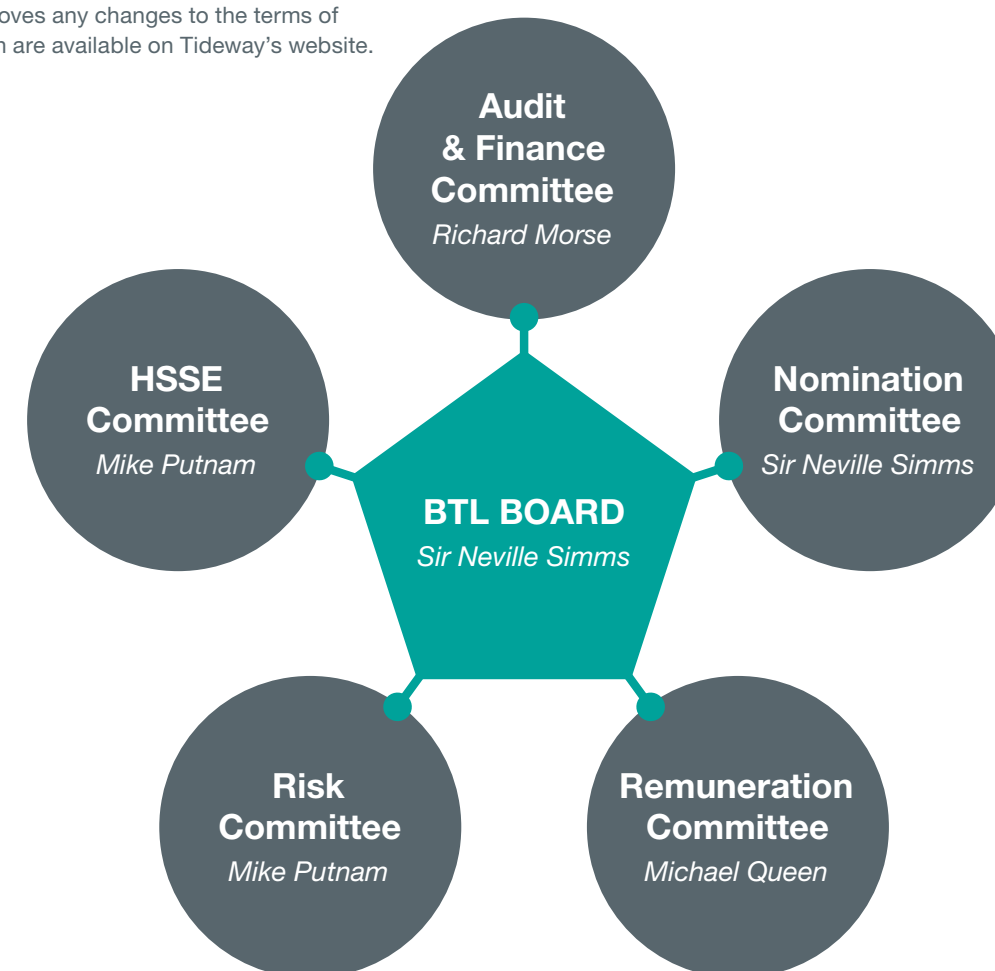 any changes to the terms of
are available on Tideway's website.
Audit
& Finance
Committee
Richard Morse
HSSE
Committee
Mike Putnam
Nomination
Committee
Sir Neville Simms
BTL BOARD
Sir Neville Simms
Risk
Committee
Mike Putnam
Remuneration
Committee
Michael Queen